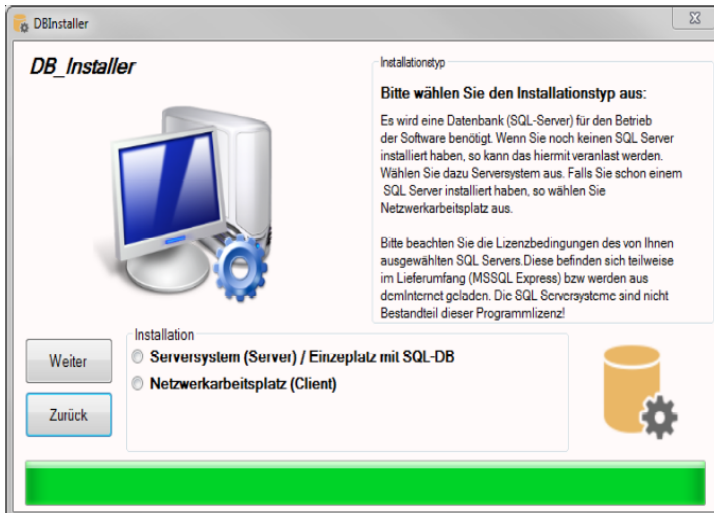 DBInstaller
DB_Installer
Installationstyp
Bitte wählen Sie den Installationstyp aus:
Es wird eine Datenbank (SQL-Server) für den Betrieb
der Software benötigt. Wenn Sie noch keinen SQL Server
installiert haben, so kann das hiermit veranlast werden.
Wählen Sie dazu Serversystem aus. Falls Sie schon einem
SQL Server installiert haben, so wählen Sie
Netzwerkarbeitsplatz aus.
Bitte beachten Sie die Lizenzbedingungen des von Ihnen
ausgewählten SQL Servers.Diese befinden sich teilweise
im Lieferumfang (MSSQL Express) bzw werden aus
demInternet geladen. Die SQL Serversysteme sind nicht
Bestandteil dieser Programmlizenz!
Installation
Serversystem (Server) / Einzeplatz mit SQL-DB
Netzwerkarbeitsplatz (Client)
Weiter
Zurück